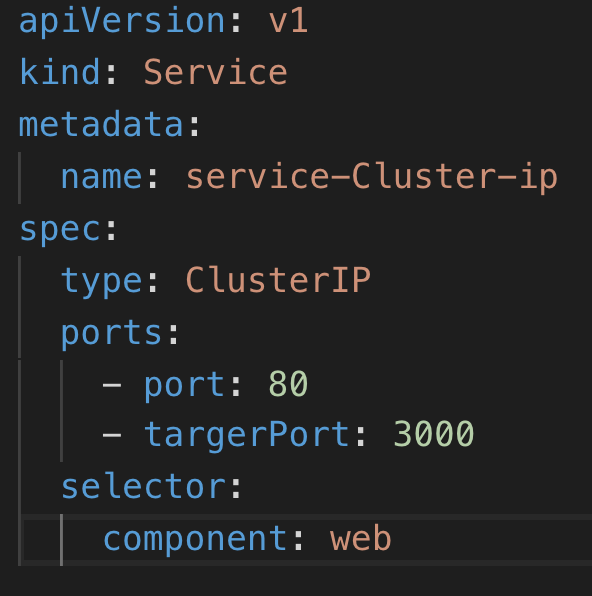 apiVersion: v1
kind: Service
metadata:
  name: service-Cluster-ip
spec:
  type: ClusterIP
  ports:
    - port: 80
    - targerPort: 3000
  selector:
    component: web